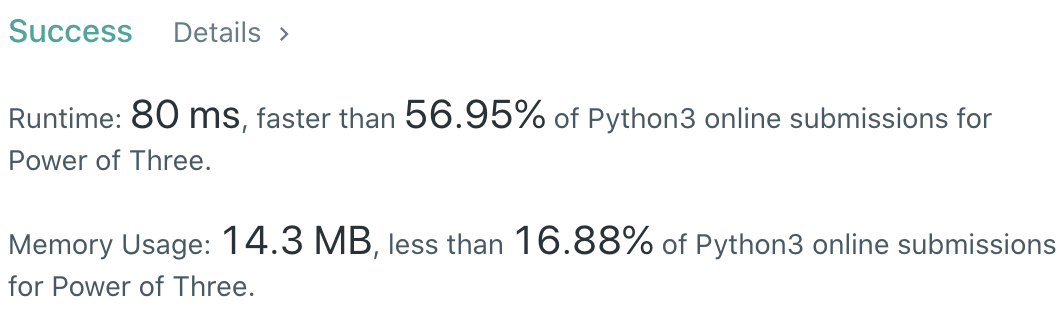 Success Details >
Runtime: 80 ms, faster than 56.95% of Python3 online submissions for
Power of Three.
Memory Usage: 14.3 MB, less than 16.88% of Python3 online submissions
for Power of Three.